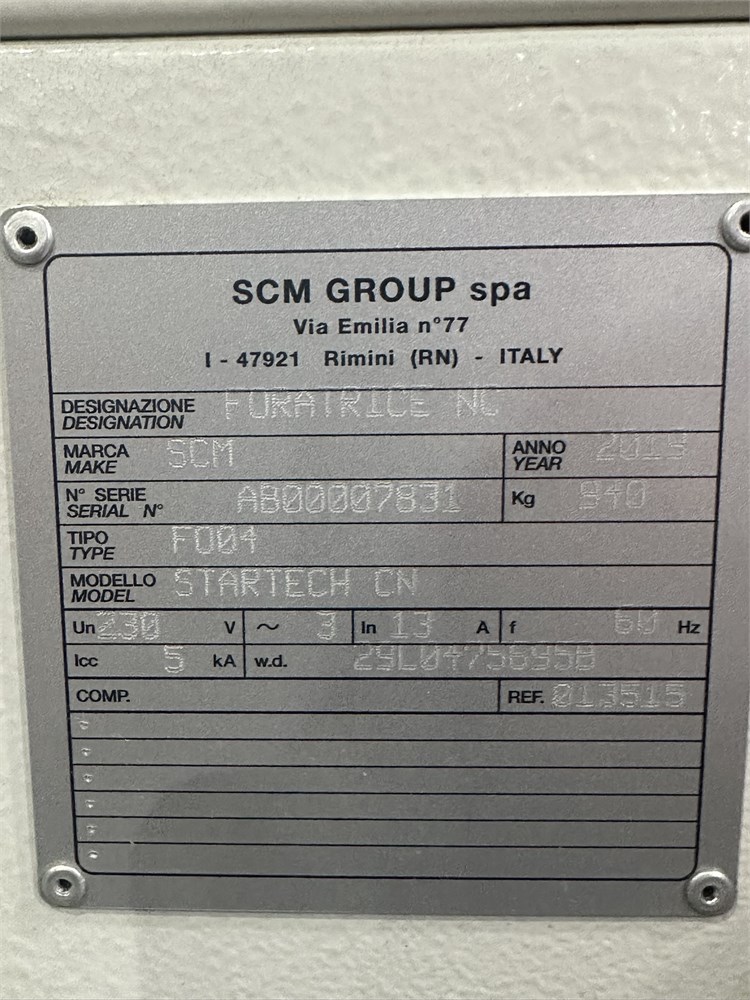 SCM GROUP spa
Via Emilia n°77
I - 47921 Rimini (RN) - ITALY
DESIGNAZIONE FORATRICE NC
DESIGNATION
MARCA SCM ANNO 2019
MAKE YEAR
N° SERIE AB00007831 Kg 940
SERIAL N°
TIPO F004
TYPE
MODELLO STARTECH CN
MODEL
Un 230 V ~ 3 In 13 A f 60 Hz
Icc 5 kA w.d. 29L0475695B
COMP. REF. 013515